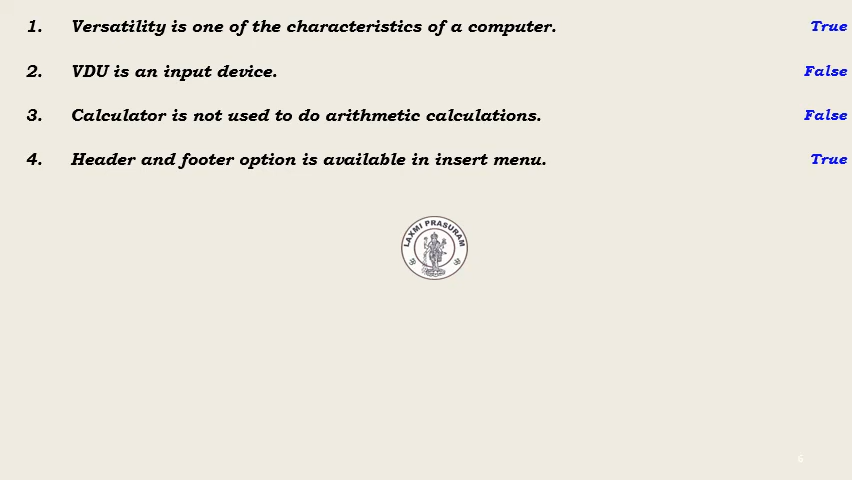 1. Versatility is one of the characteristics of a computer. True
2. VDU is an input device. False
3. Calculator is not used to do arithmetic calculations. False
4. Header and footer option is available in insert menu. True
LAXMI PRASURAM
6